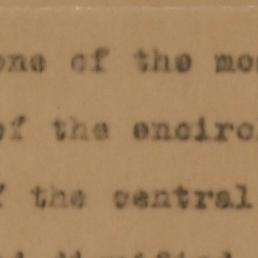 one of the mo
of the encirc
f the central